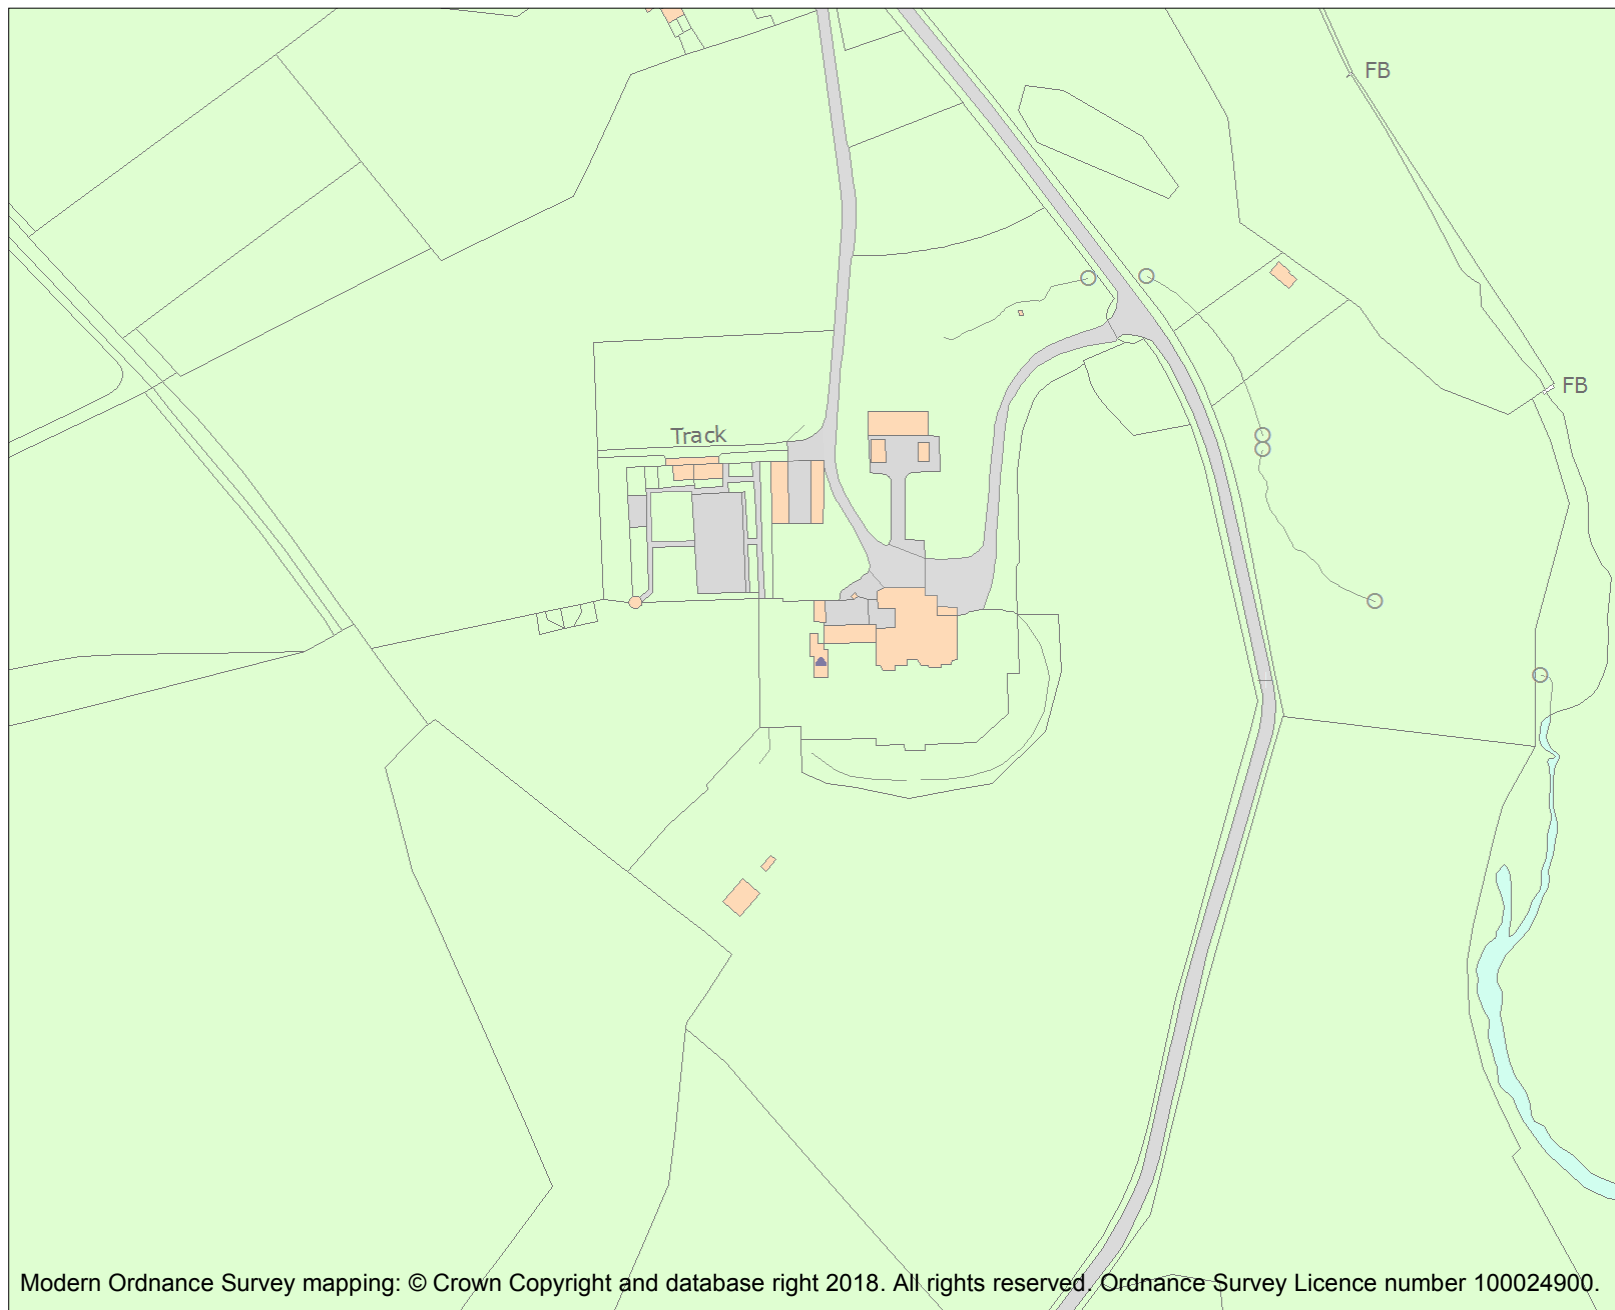 FB
FB
Track
Modern Ordnance Survey mapping: © Crown Copyright and database right 2018. All rights reserved. Ordnance Survey Licence number 100024900.